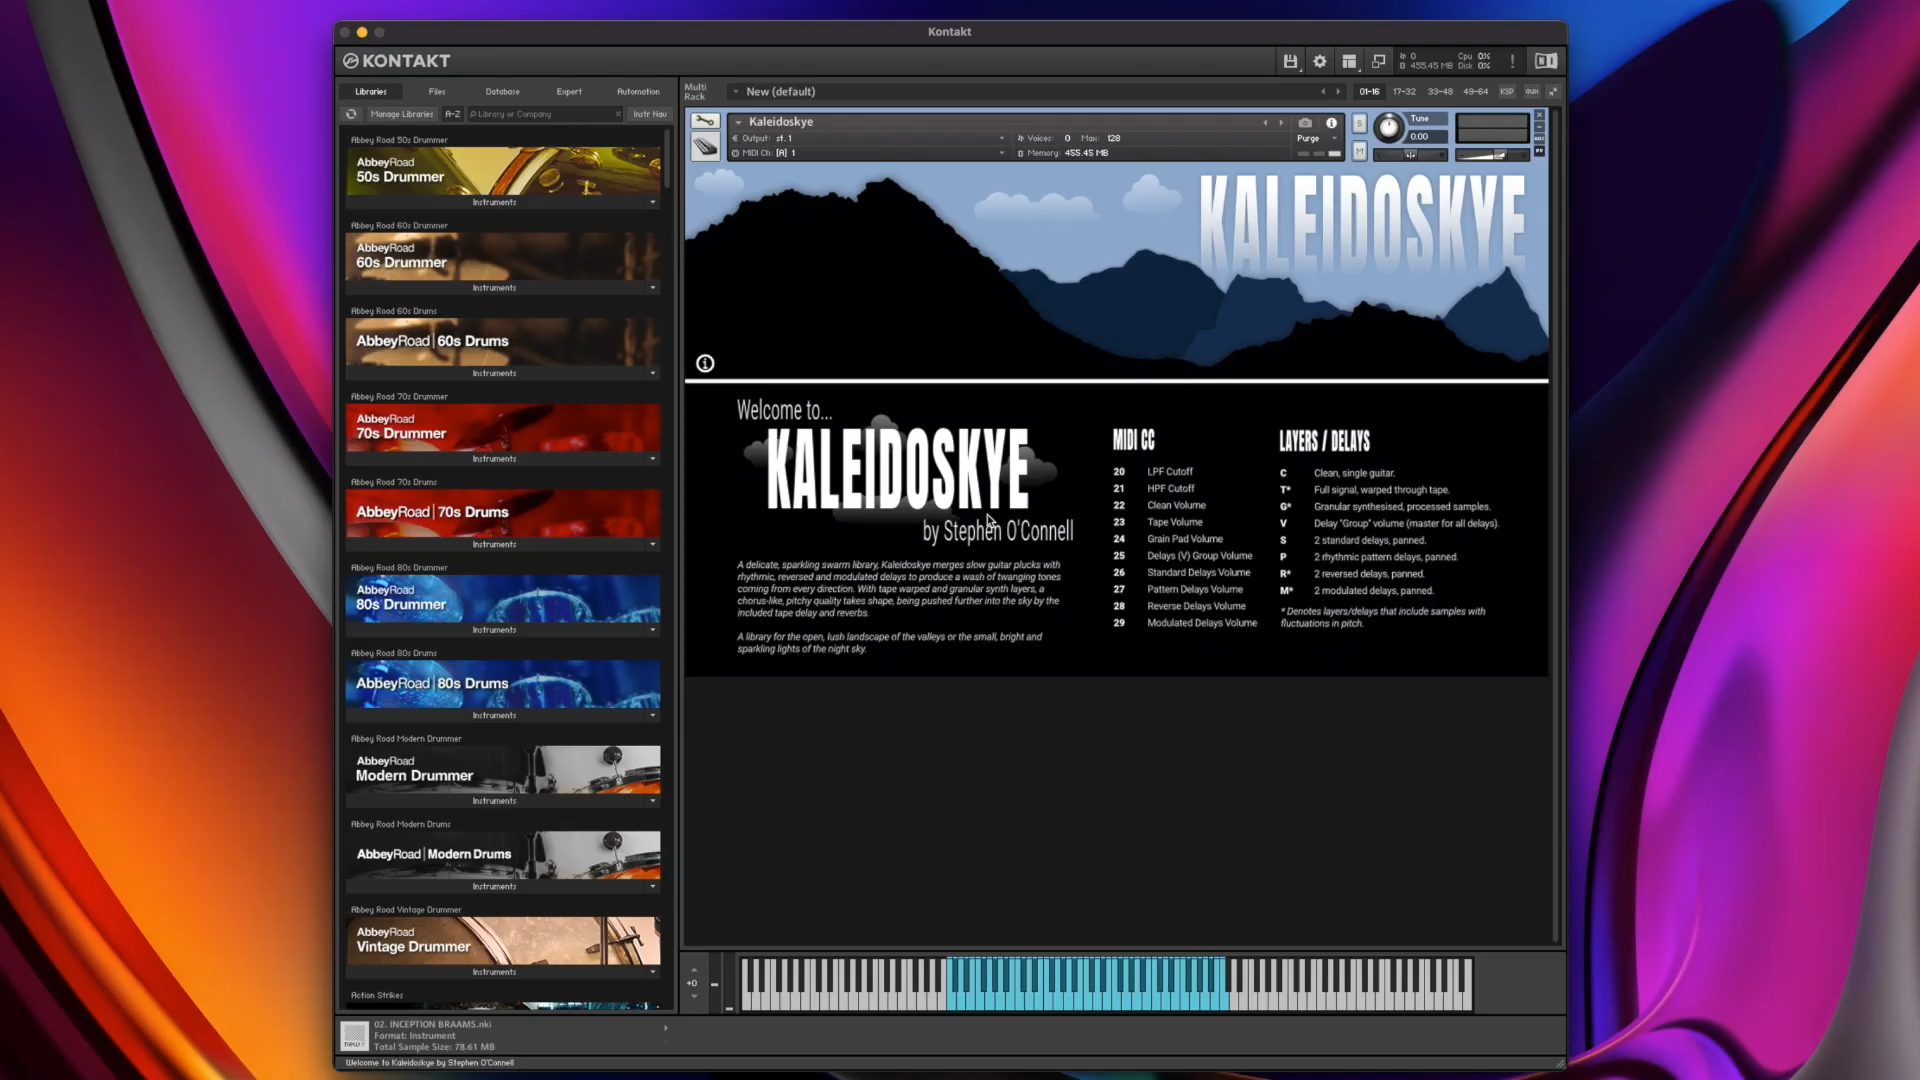 Kontakt
KONTAKT
0
455.45 MB
Cpu 0%
Disk 0%
!
Libraries
Files
Database
Expert
Automation
Manage Libraries
A-Z
Library or Company
×
Instr Nav
Abbey Road 50s Drummer
AbbeyRoad
50s Drummer
Instruments
Abbey Road 60s Drummer
AbbeyRoad
60s Drummer
Instruments
Abbey Road 60s Drums
AbbeyRoad | 60s Drums
Instruments
Abbey Road 70s Drummer
AbbeyRoad
70s Drummer
Instruments
Abbey Road 70s Drums
AbbeyRoad | 70s Drums
Instruments
Abbey Road 80s Drummer
AbbeyRoad
80s Drummer
Instruments
Abbey Road 80s Drums
AbbeyRoad | 80s Drums
Instruments
Abbey Road Modern Drummer
AbbeyRoad
Modern Drummer
Instruments
Abbey Road Modern Drums
AbbeyRoad | Modern Drums
Instruments
Abbey Road Vintage Drummer
AbbeyRoad
Vintage Drummer
Instruments
Action Strikes
Multi
Rack
New (default)
01-16
17-32
33-48
49-64
KSP
aux
Kaleidoskye
Output: st.1
Voices: 0 Max: 128
Purge
MIDI Ch: [A] 1
Memory: 455.45 MB
S
M
Tune
0.00
KALEIDOSKYE
Welcome to...
KALEIDOSKYE
by Stephen O'Connell
A delicate, sparkling swarm library, Kaleidoskye merges slow guitar plucks with
rhythmic, reversed and modulated delays to produce a wash of twanging tones
coming from every direction. With tape warped and granular synth layers, a
chorus-like, pitchy quality takes shape, being pushed further into the sky by the
included tape delay and reverbs.
A library for the open, lush landscape of the valleys or the small, bright and
sparkling lights of the night sky.
MIDI CC
20 LPF Cutoff
21 HPF Cutoff
22 Clean Volume
23 Tape Volume
24 Grain Pad Volume
25 Delays (V) Group Volume
26 Standard Delays Volume
27 Pattern Delays Volume
28 Reverse Delays Volume
29 Modulated Delays Volume
LAYERS / DELAYS
C Clean, single guitar.
T* Full signal, warped through tape.
G* Granular synthesised, processed samples.
V Delay "Group" volume (master for all delays).
S 2 standard delays, panned.
P 2 rhythmic pattern delays, panned.
R* 2 reversed delays, panned.
M* 2 modulated delays, panned.
* Denotes layers/delays that include samples with
fluctuations in pitch.
+0
new
02. INCEPTION BRAAMS.nki
Format: Instrument
Total Sample Size: 78.61 MB
Welcome to Kaleidoskye by Stephen O'Connell